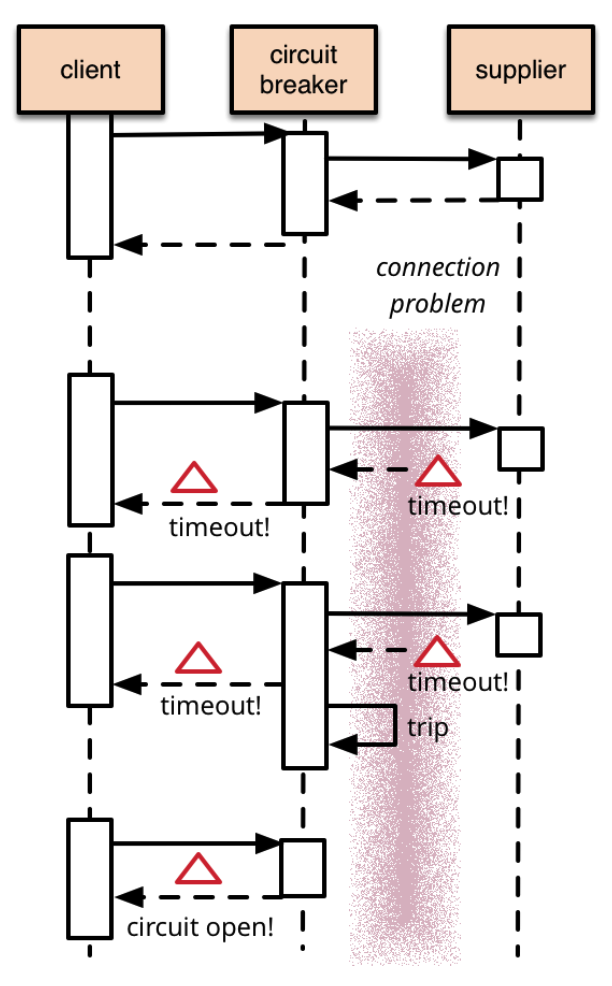 client
circuit
breaker
supplier
connection
problem
timeout!
timeout!
timeout!
timeout!
trip
circuit open!